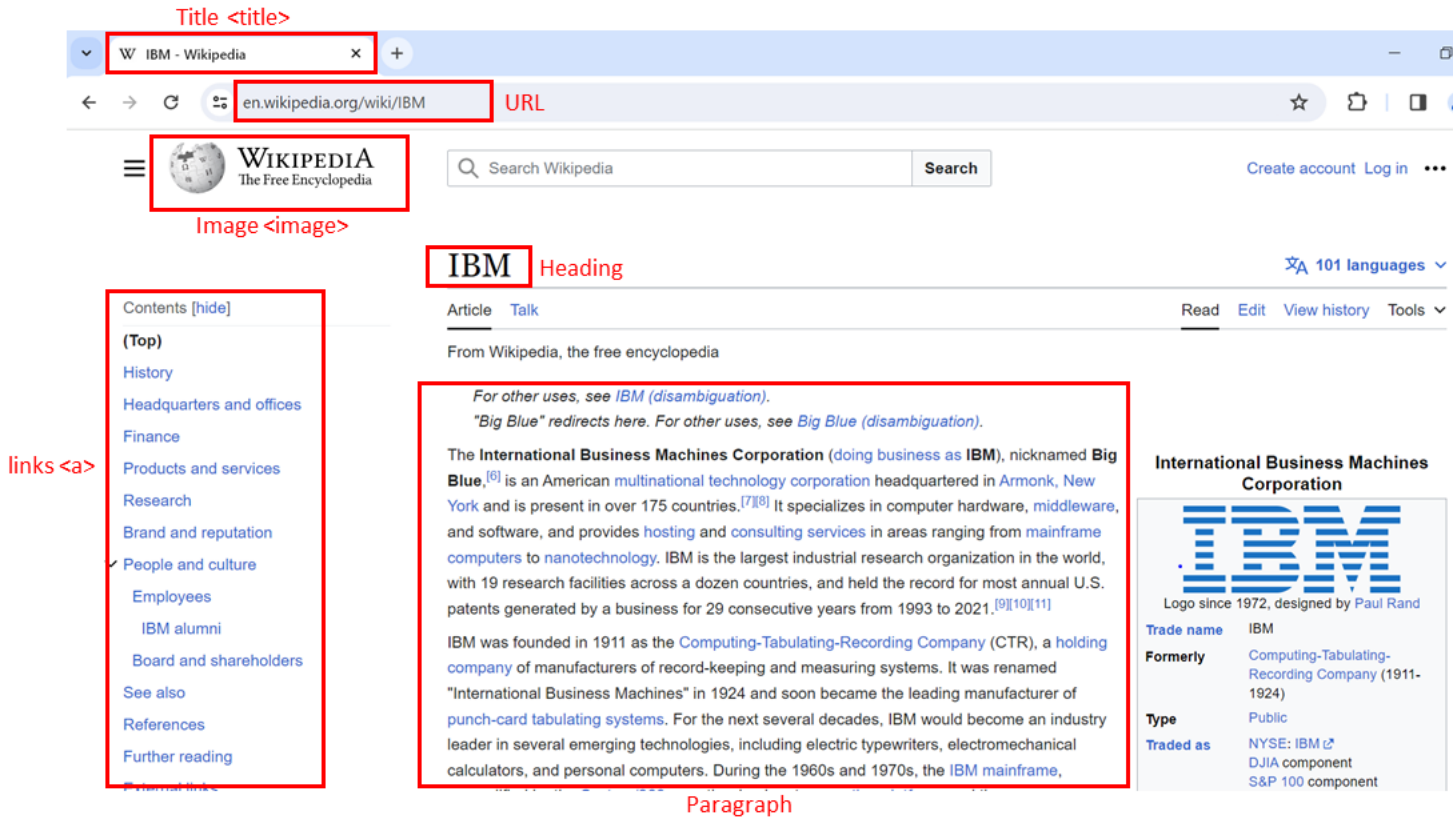 Title <title>
W IBM - Wikipedia
en.wikipedia.org/wiki/IBM
URL
WIKIPEDIA
The Free Encyclopedia
Search Wikipedia
Search
Create account Log in
Image <image>
IBM
Heading
101 languages
Contents [hide]
Article Talk
Read Edit View history Tools
(Top)
From Wikipedia, the free encyclopedia
History
Headquarters and offices
Finance
Products and services
Research
Brand and reputation
People and culture
Employees
IBM alumni
Board and shareholders
See also
References
Further reading
External links
links <a>
For other uses, see IBM (disambiguation).
"Big Blue" redirects here. For other uses, see Big Blue (disambiguation).
The International Business Machines Corporation (doing business as IBM), nicknamed Big
Blue,[6] is an American multinational technology corporation headquartered in Armonk, New
York and is present in over 175 countries.[7][8] It specializes in computer hardware, middleware,
and software, and provides hosting and consulting services in areas ranging from mainframe
computers to nanotechnology. IBM is the largest industrial research organization in the world,
with 19 research facilities across a dozen countries, and held the record for most annual U.S.
patents generated by a business for 29 consecutive years from 1993 to 2021.[9][10][11]
IBM was founded in 1911 as the Computing-Tabulating-Recording Company (CTR), a holding
company of manufacturers of record-keeping and measuring systems. It was renamed
"International Business Machines" in 1924 and soon became the leading manufacturer of
punch-card tabulating systems. For the next several decades, IBM would become an industry
leader in several emerging technologies, including electric typewriters, electromechanical
calculators, and personal computers. During the 1960s and 1970s, the IBM mainframe,
Paragraph
International Business Machines
Corporation
IBM
Logo since 1972, designed by Paul Rand
Trade name IBM
Formerly Computing-Tabulating-
Recording Company (1911-
1924)
Type Public
Traded as NYSE: IBM
DJIA component
S&P 100 component